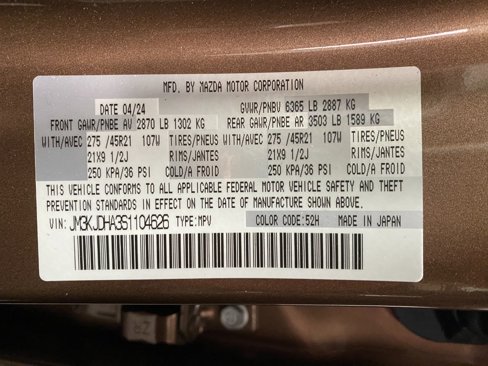 MFD. BY MAZDA MOTOR CORPORATION
DATE 04/24 GVWR/PNBV 6365 LB 2887 KG
FRONT GAWR/PNBE AV 2870 LB 1302 KG REAR GAWR/PNBE AR 3503 LB 1589 KG
WITH/AVEC 275 /45R21 107W TIRES/PNEUS WITH/AVEC 275 /45R21 107W TIRES/PNEUS
21X9 1/2J RIMS/JANTES 21X9 1/2J RIMS/JANTES
250 KPA/36 PSI COLD/A FROID 250 KPA/36 PSI COLD/A FROID
THIS VEHICLE CONFORMS TO ALL APPLICABLE FEDERAL MOTOR VEHICLE SAFETY AND THEFT
PREVENTION STANDARDS IN EFFECT ON THE DATE OF MANUFACTURE SHOWN ABOVE.
VIN: JM3KJDHA3S1104626 TYPE:MPV COLOR CODE:52H MADE IN JAPAN